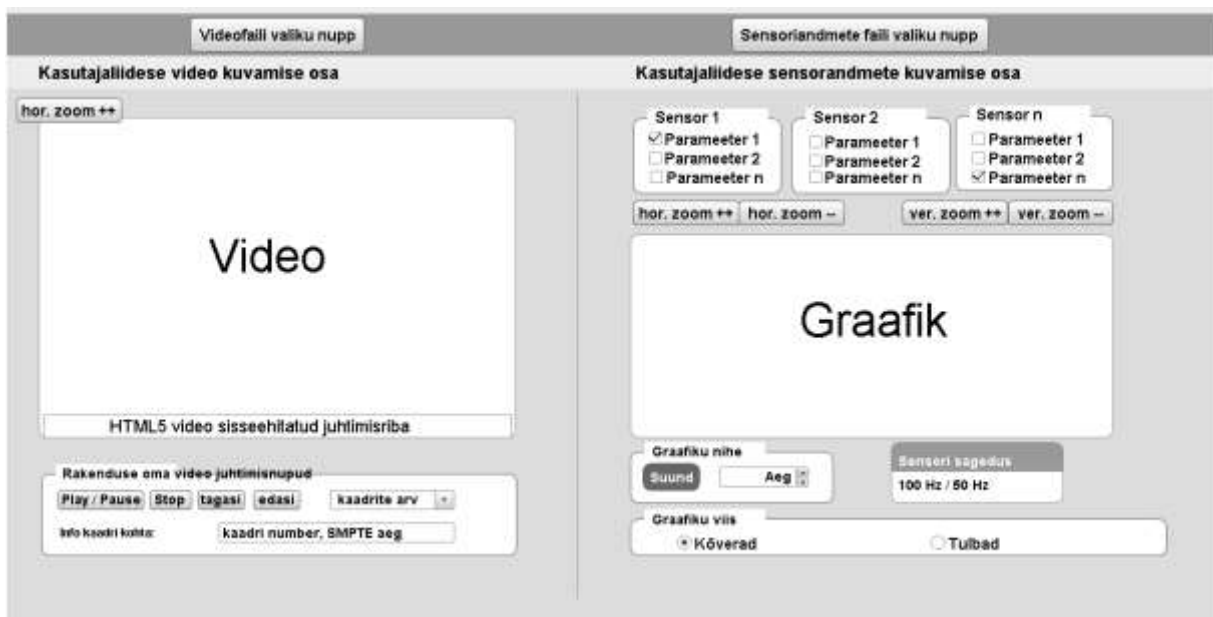 Videofaili valiku nupp
Sensoriandmete faili valiku nupp
Kasutajaliidese video kuvamise osa
hor. zoom ++
Video
HTML5 video sisseehitatud juhtimisriba
Rakenduse oma video juhtimisnupud
Play / Pause Stop tagasi edasi kaadrite arv
Info kaadri kohta: kaadri number, SMPTE aeg
Kasutajaliidese sensorandmete kuvamise osa
Sensor 1
Parameeter 1
Parameeter 2
Parameeter n
Sensor 2
Parameeter 1
Parameeter 2
Parameeter n
Sensor n
Parameeter 1
Parameeter 2
Parameeter n
hor. zoom ++ hor. zoom -- ver. zoom ++ ver. zoom --
Graafik
Graafiku nihe
Suund Aeg
Senseri sagedus
100 Hz / 50 Hz
Graafiku viis
Kõverad Tulbad